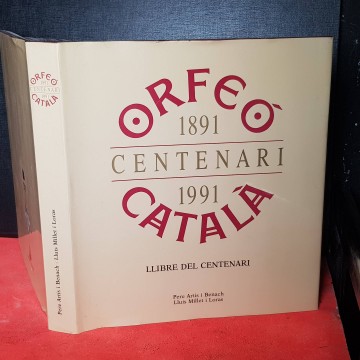 ORFEÓ
1891
CENTENARI
1991
CATALÀ
LLIBRE DEL CENTENARI
Pere Artís i Benach
Lluís Millet i Loras
ORFEÓ
CENTENARI
CATALÀ
Pere Artís i Benach - Lluís Millet i Loras